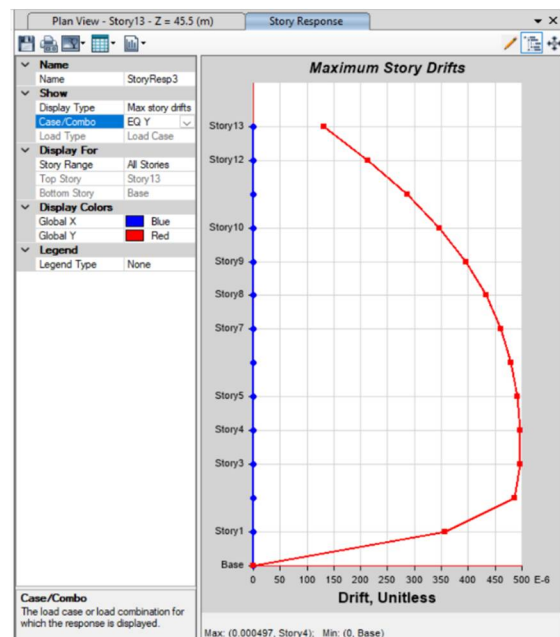 Plan View - Story13 - Z = 45.5 (m)
Story Response
Name
Name StoryResp3
Show
Display Type Max story drifts
Case/Combo EQ Y
Load Type Load Case
Display For
Story Range All Stories
Top Story Story13
Bottom Story Base
Display Colors
Global X Blue
Global Y Red
Legend
Legend Type None
Case/Combo
The load case or load combination for
which the response is displayed.
Maximum Story Drifts
Story13
Story12
Story10
Story9
Story8
Story7
Story5
Story4
Story3
Story1
Base
0 50 100 150 200 250 300 350 400 450 500 E-6
Drift, Unitless
Max: (0.000497, Story4); Min: (0, Base)